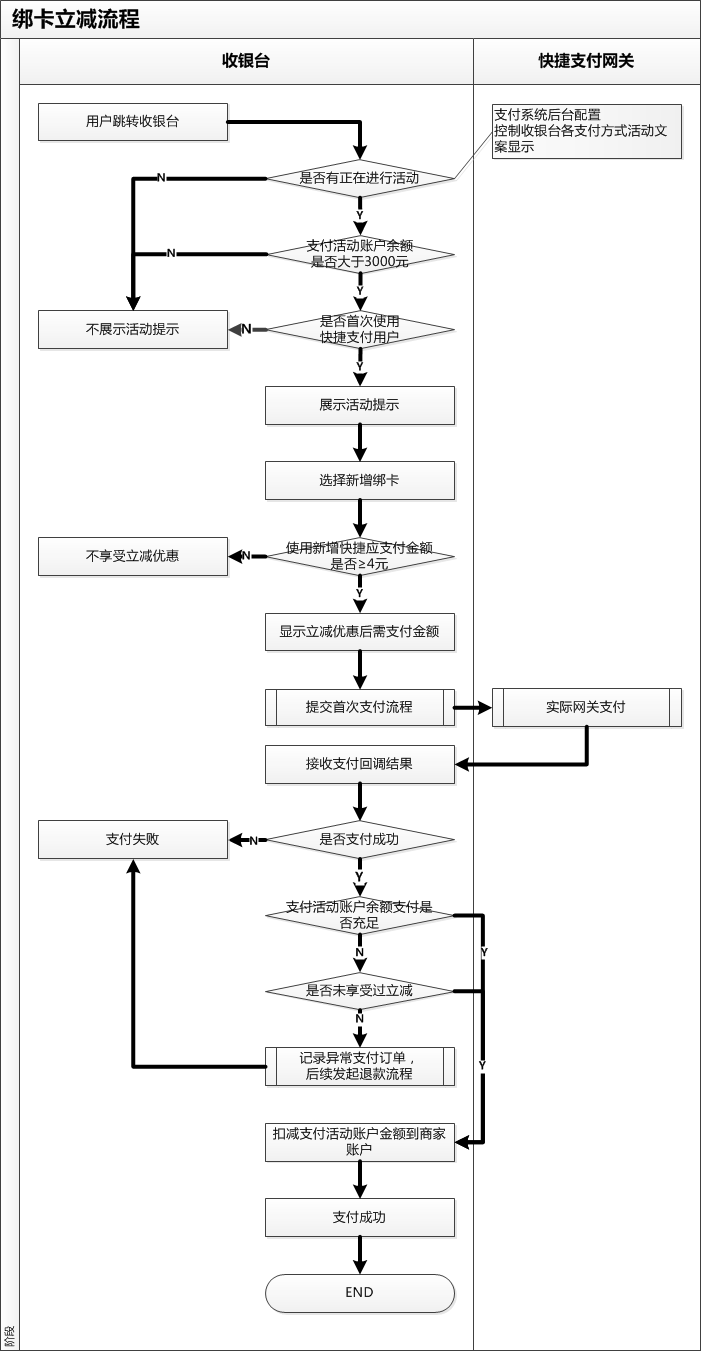 绑卡立减流程
收银台
快捷支付网关
用户跳转收银台
支付系统后台配置
控制收银台各支付方式活动文
案显示
是否有正在进行活动
N
Y
支付活动账户余额
是否大于3000元
N
Y
不展示活动提示
N
是否首次使用
快捷支付用户
Y
展示活动提示
选择新增绑卡
不享受立减优惠
N
使用新增快捷应支付金额
是否≥4元
Y
显示立减优惠后需支付金额
提交首次支付流程
实际网关支付
接收支付回调结果
支付失败
N
是否支付成功
Y
支付活动账户余额支付是
否充足
N
Y
是否未享受过立减
N
Y
记录异常支付订单，
后续发起退款流程
扣减支付活动账户金额到商家
账户
支付成功
END
阶段